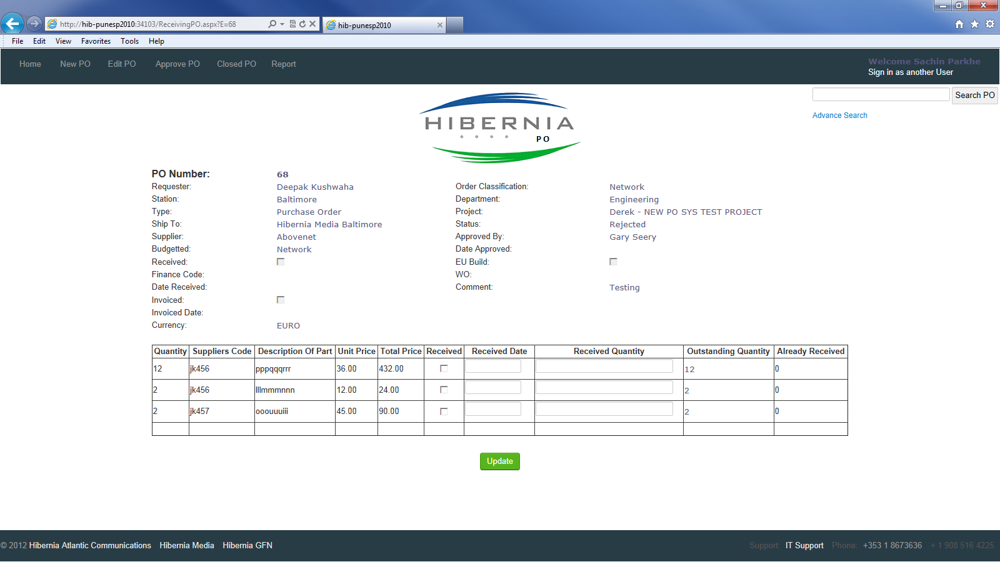 http://hib-punesp2010:34103/ReceivingPO.aspx?E=68
hib-punesp2010
File Edit View Favorites Tools Help
Home New PO Edit PO Approve PO Closed PO Report
Welcome Sachin Parkhe
Sign in as another User
Search PO
Advance Search
HIBERNIA
PO
PO Number: 68
Requester: Deepak Kushwaha Order Classification: Network
Station: Baltimore Department: Engineering
Type: Purchase Order Project: Derek - NEW PO SYS TEST PROJECT
Ship To: Hibernia Media Baltimore Status: Rejected
Supplier: Abovenet Approved By: Gary Seery
Budgetted: Network Date Approved:
Received: EU Build:
Finance Code: WO:
Date Received: Comment: Testing
Invoiced:
Invoiced Date:
Currency: EURO
Quantity Suppliers Code Description Of Part Unit Price Total Price Received Received Date Received Quantity Outstanding Quantity Already Received
12 jk456 pppqqqrrr 36.00 432.00 12 0
2 jk456 lllmmmnnn 12.00 24.00 2 0
2 jk457 ooouuuiii 45.00 90.00 2 0
Update
© 2012 Hibernia Atlantic Communications Hibernia Media Hibernia GFN
Support: IT Support Phone: +353 1 8673636 + 1 908 516 4225